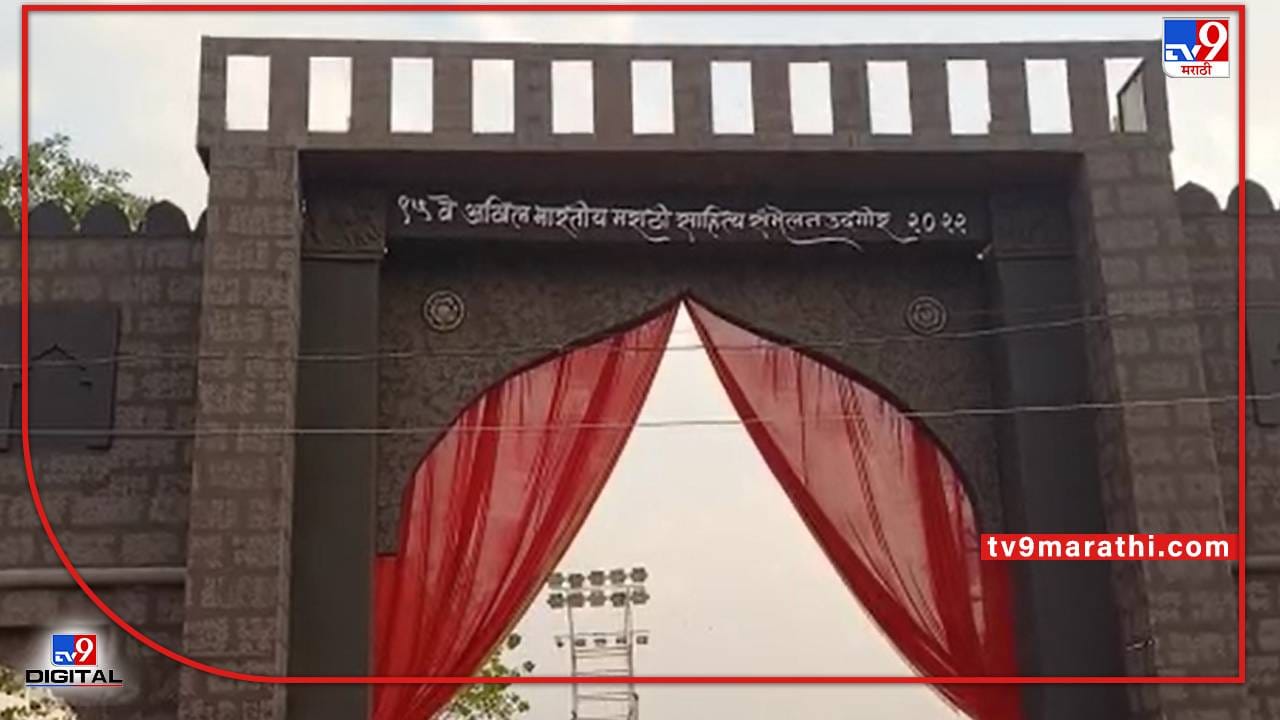 TV9
मराठी
९५ वे अखिल भारतीय मराठी साहित्य संमेलन उदगीर २०२२
tv9marathi.com
TV9
DIGITAL